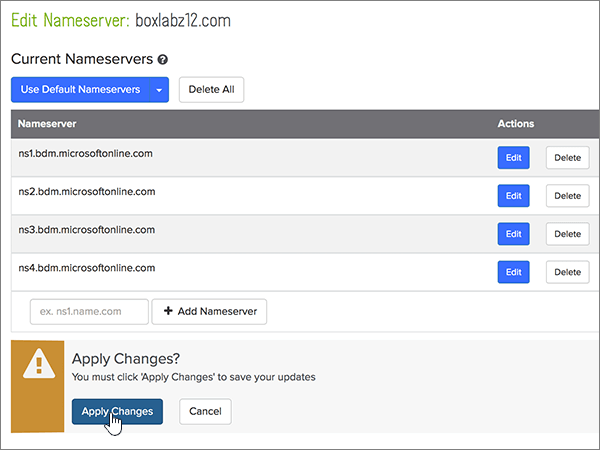 Edit Nameserver: boxlabz12.com
Current Nameservers ?
Use Default Nameservers Delete All
Nameserver Actions
ns1.bdm.microsoftonline.com Edit Delete
ns2.bdm.microsoftonline.com Edit Delete
ns3.bdm.microsoftonline.com Edit Delete
ns4.bdm.microsoftonline.com Edit Delete
ex. ns1.name.com + Add Nameserver
Apply Changes?
You must click 'Apply Changes' to save your updates
Apply Changes Cancel